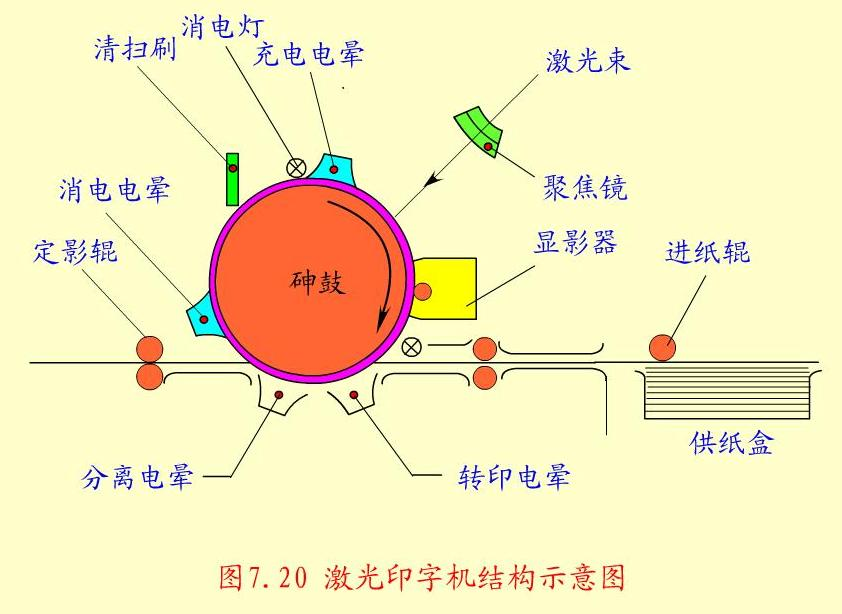 消电灯
清扫刷
充电电晕
激光束
消电电晕
聚焦镜
定影辊
显影器
进纸辊
砷鼓
供纸盒
分离电晕
转印电晕
图7.20 激光印字机结构示意图